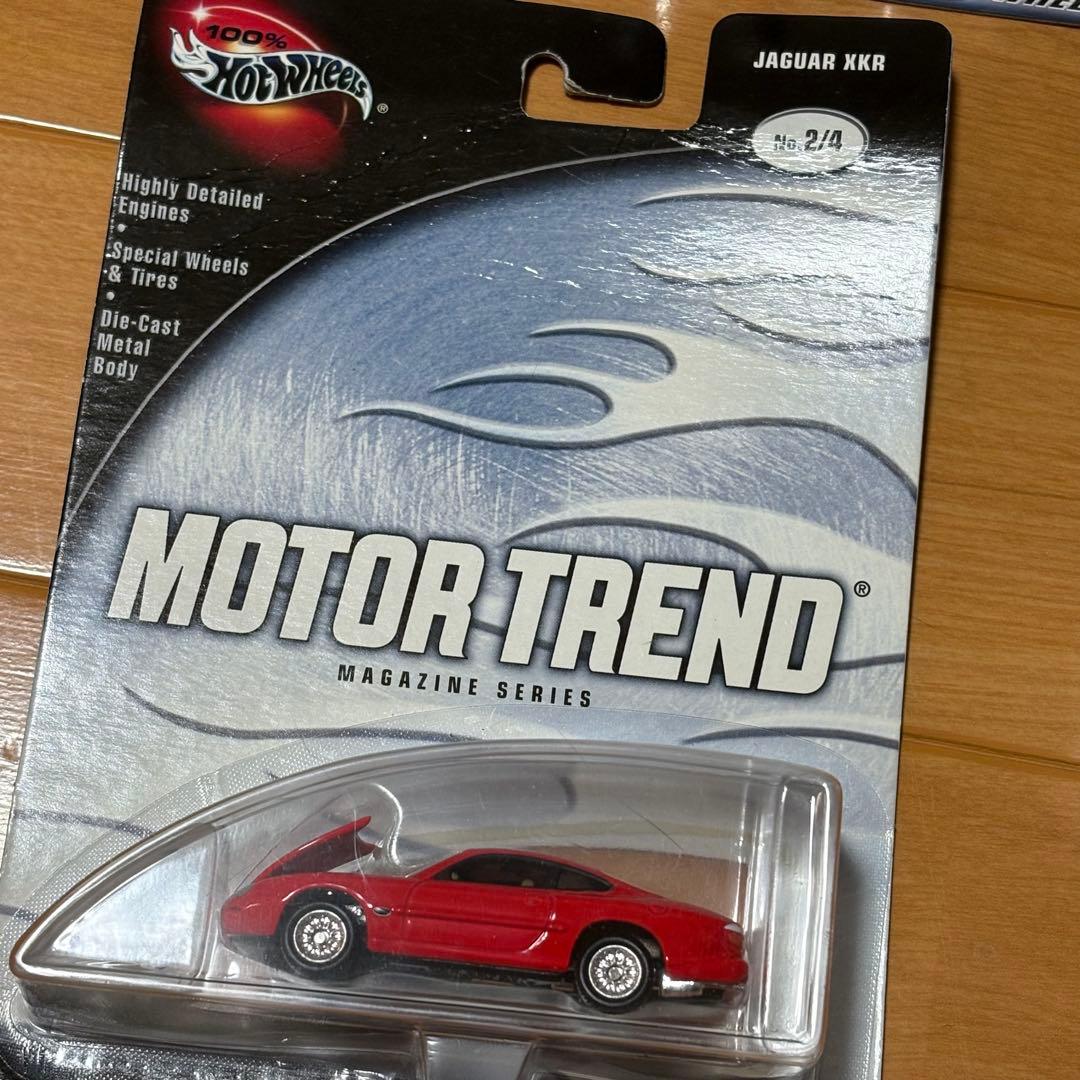 100%
Hot Wheels®
JAGUAR XKR
No. 2/4
Highly Detailed
Engines
•
Special Wheels
& Tires
•
Die-Cast
Metal
Body
MOTOR TREND®
MAGAZINE SERIES